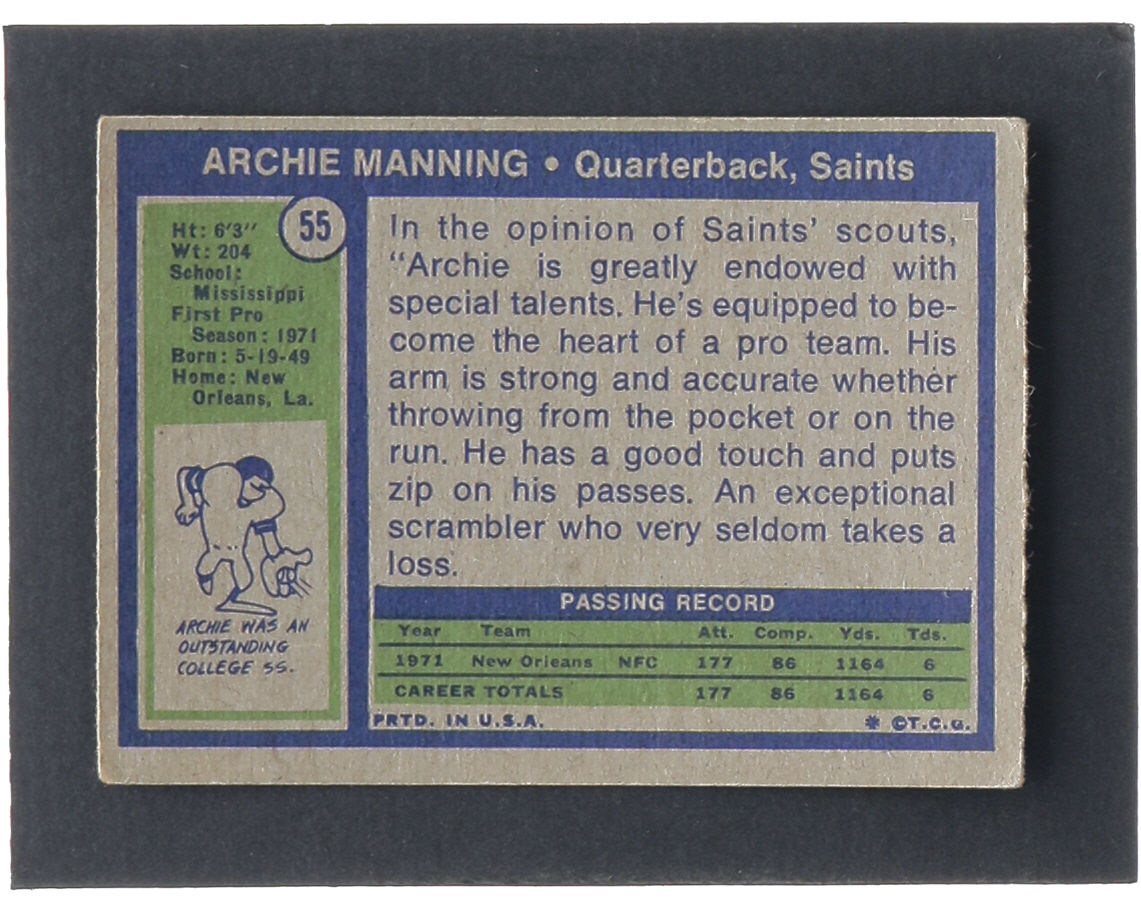 ARCHIE MANNING • Quarterback, Saints
55
Ht: 6'3"
Wt: 204
School:
Mississippi
First Pro
Season: 1971
Born: 5-19-49
Home: New
Orleans, La.
ARCHIE WAS AN
OUTSTANDING
COLLEGE SS.
In the opinion of Saints' scouts,
"Archie is greatly endowed with
special talents. He's equipped to be-
come the heart of a pro team. His
arm is strong and accurate whether
throwing from the pocket or on the
run. He has a good touch and puts
zip on his passes. An exceptional
scrambler who very seldom takes a
loss.
PASSING RECORD
Year Team Att. Comp. Yds. Tds.
1971 New Orleans NFC 177 86 1164 6
CAREER TOTALS 177 86 1164 6
PRTD. IN U.S.A. * ©T.C.G.